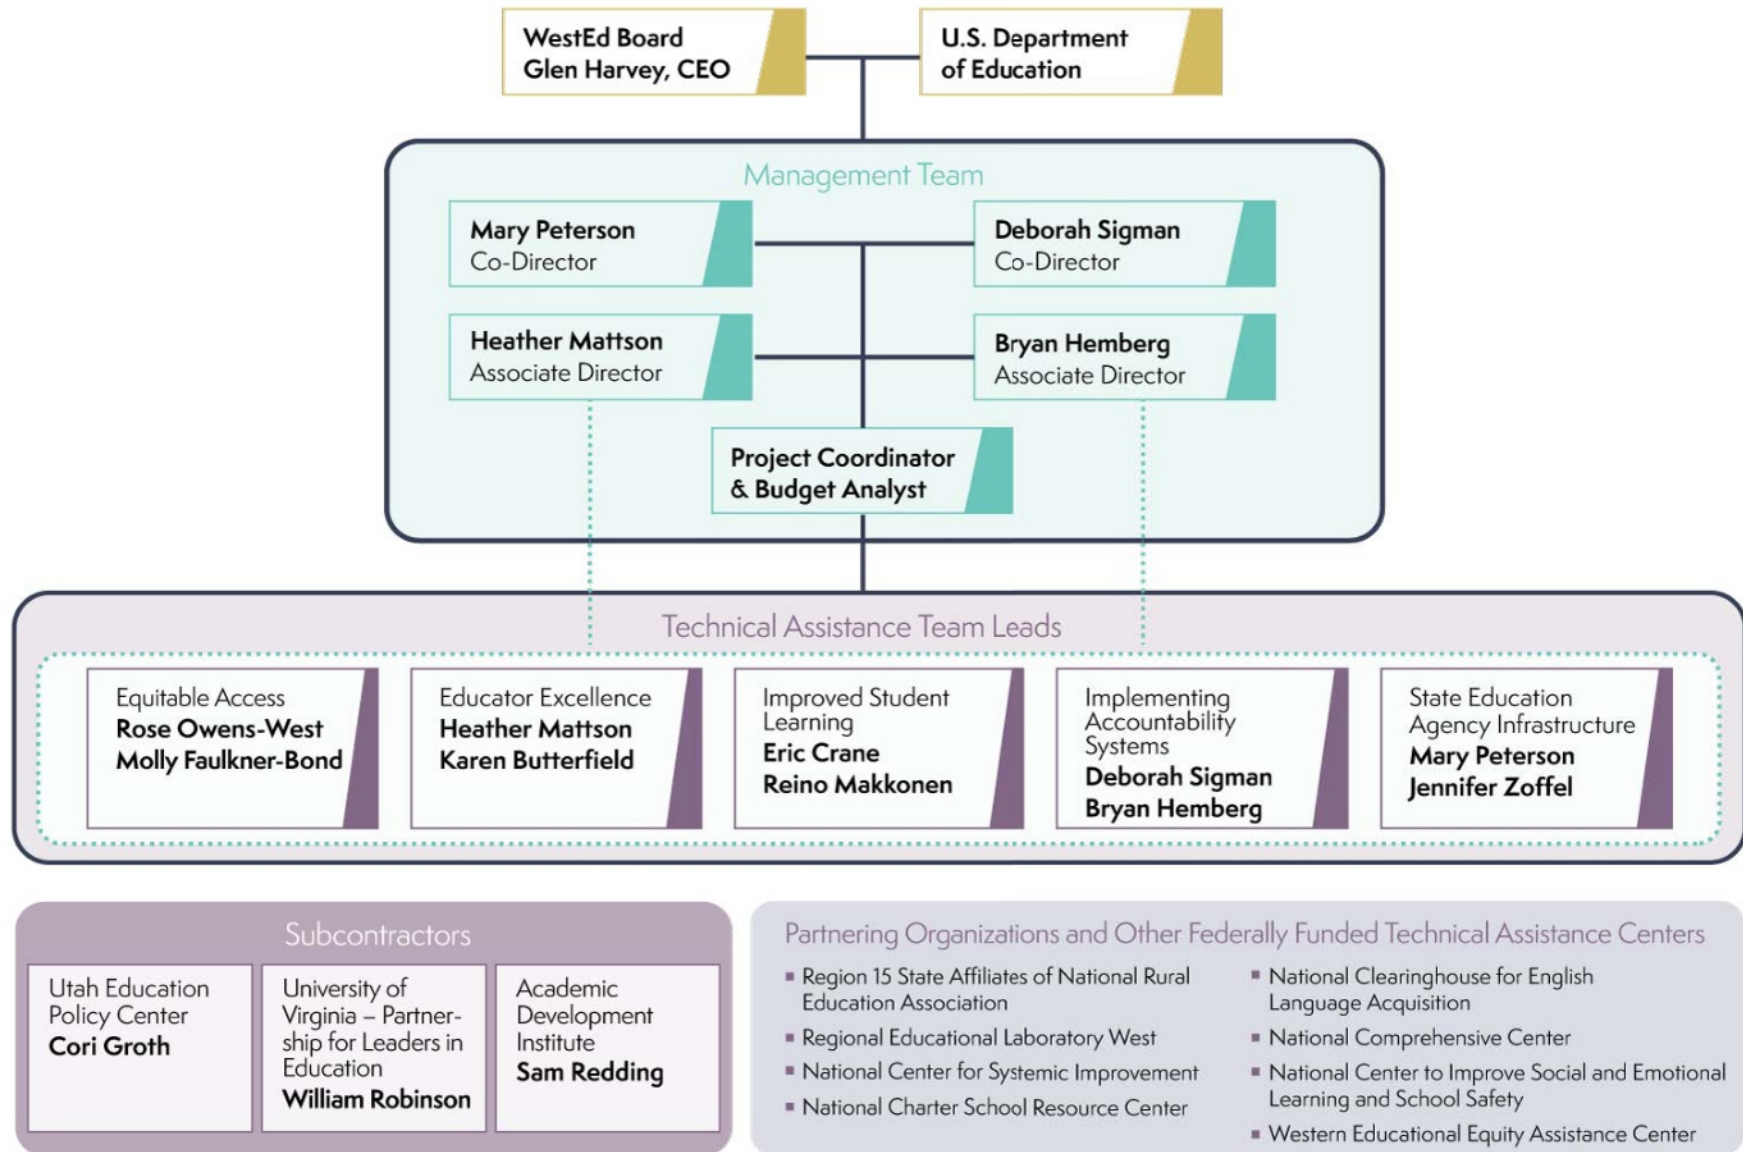 WestEd Board
Glen Harvey, CEO
U.S. Department
of Education
Management Team
Mary Peterson
Co-Director
Deborah Sigman
Co-Director
Heather Mattson
Associate Director
Bryan Hemberg
Associate Director
Project Coordinator
& Budget Analyst
Technical Assistance Team Leads
Equitable Access
Rose Owens-West
Molly Faulkner-Bond
Educator Excellence
Heather Mattson
Karen Butterfield
Improved Student
Learning
Eric Crane
Reino Makkonen
Implementing
Accountability
Systems
Deborah Sigman
Bryan Hemberg
State Education
Agency Infrastructure
Mary Peterson
Jennifer Zoffel
Subcontractors
Utah Education
Policy Center
Cori Groth
University of
Virginia – Partner-
ship for Leaders in
Education
William Robinson
Academic
Development
Institute
Sam Redding
Partnering Organizations and Other Federally Funded Technical Assistance Centers
▪ Region 15 State Affiliates of National Rural
Education Association
▪ Regional Educational Laboratory West
▪ National Center for Systemic Improvement
▪ National Charter School Resource Center
▪ National Clearinghouse for English
Language Acquisition
▪ National Comprehensive Center
▪ National Center to Improve Social and Emotional
Learning and School Safety
▪ Western Educational Equity Assistance Center